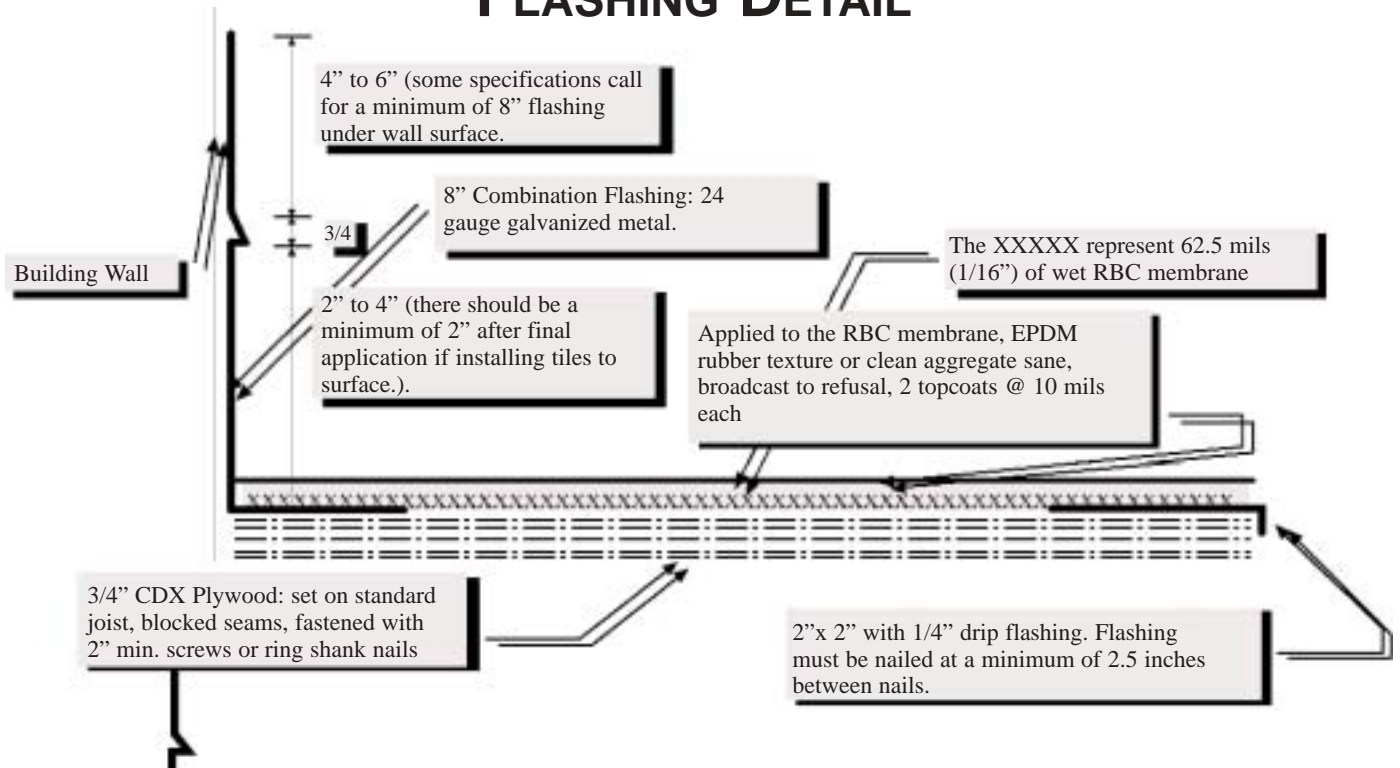 FLASHING DETAIL
4” to 6” (some specifications call
for a minimum of 8” flashing
under wall surface.
8” Combination Flashing: 24
gauge galvanized metal.
3/4
The XXXXX represent 62.5 mils
(1/16”) of wet RBC membrane
Building Wall
2” to 4” (there should be a
minimum of 2” after final
application if installing tiles to
surface.).
Applied to the RBC membrane, EPDM
rubber texture or clean aggregate sane,
broadcast to refusal, 2 topcoats @ 10 mils
each
3/4” CDX Plywood: set on standard
joist, blocked seams, fastened with
2” min. screws or ring shank nails
2”x 2” with 1/4” drip flashing. Flashing
must be nailed at a minimum of 2.5 inches
between nails.